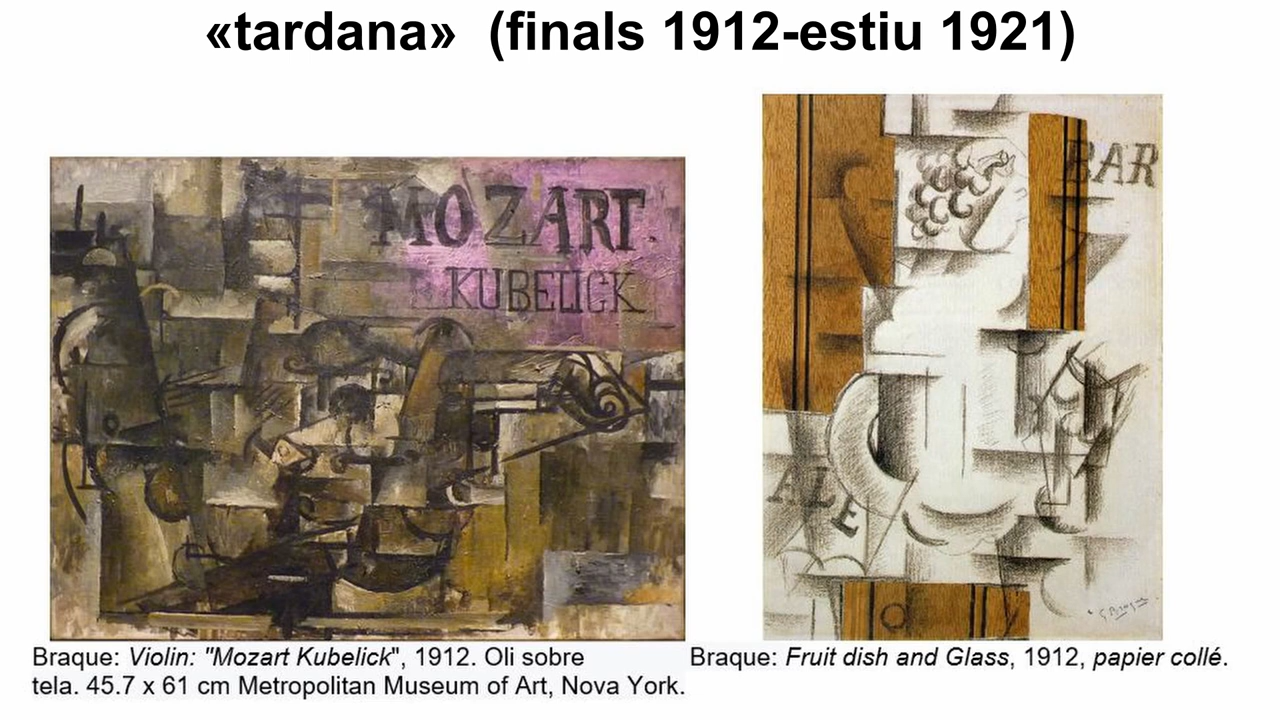 «tardana» (finals 1912-estiu 1921)
MOZART
KUBELICK
BAR
ALE
Braque: Violin: "Mozart Kubelick", 1912. Oli sobre
tela. 45.7 x 61 cm Metropolitan Museum of Art, Nova York.
Braque: Fruit dish and Glass, 1912, papier collé.